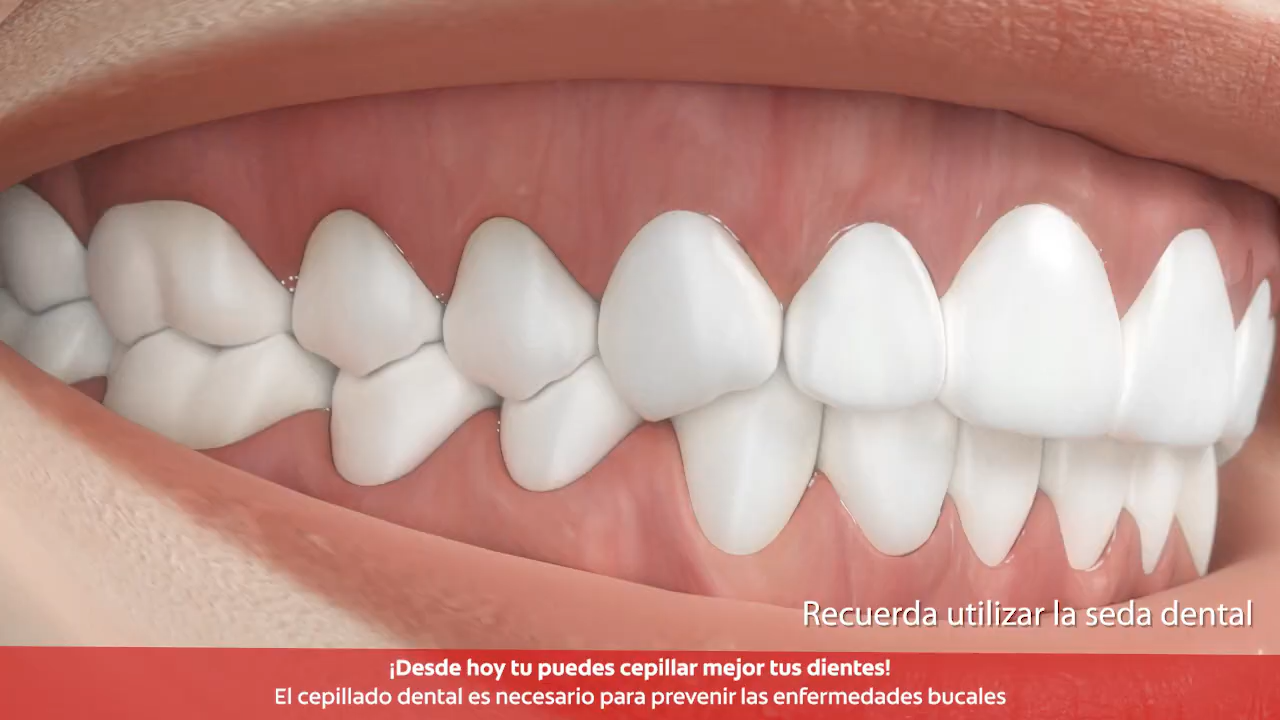 Recuerda utilizar la seda dental
¡Desde hoy tu puedes cepillar mejor tus dientes!
El cepillado dental es necesario para prevenir las enfermedades bucales